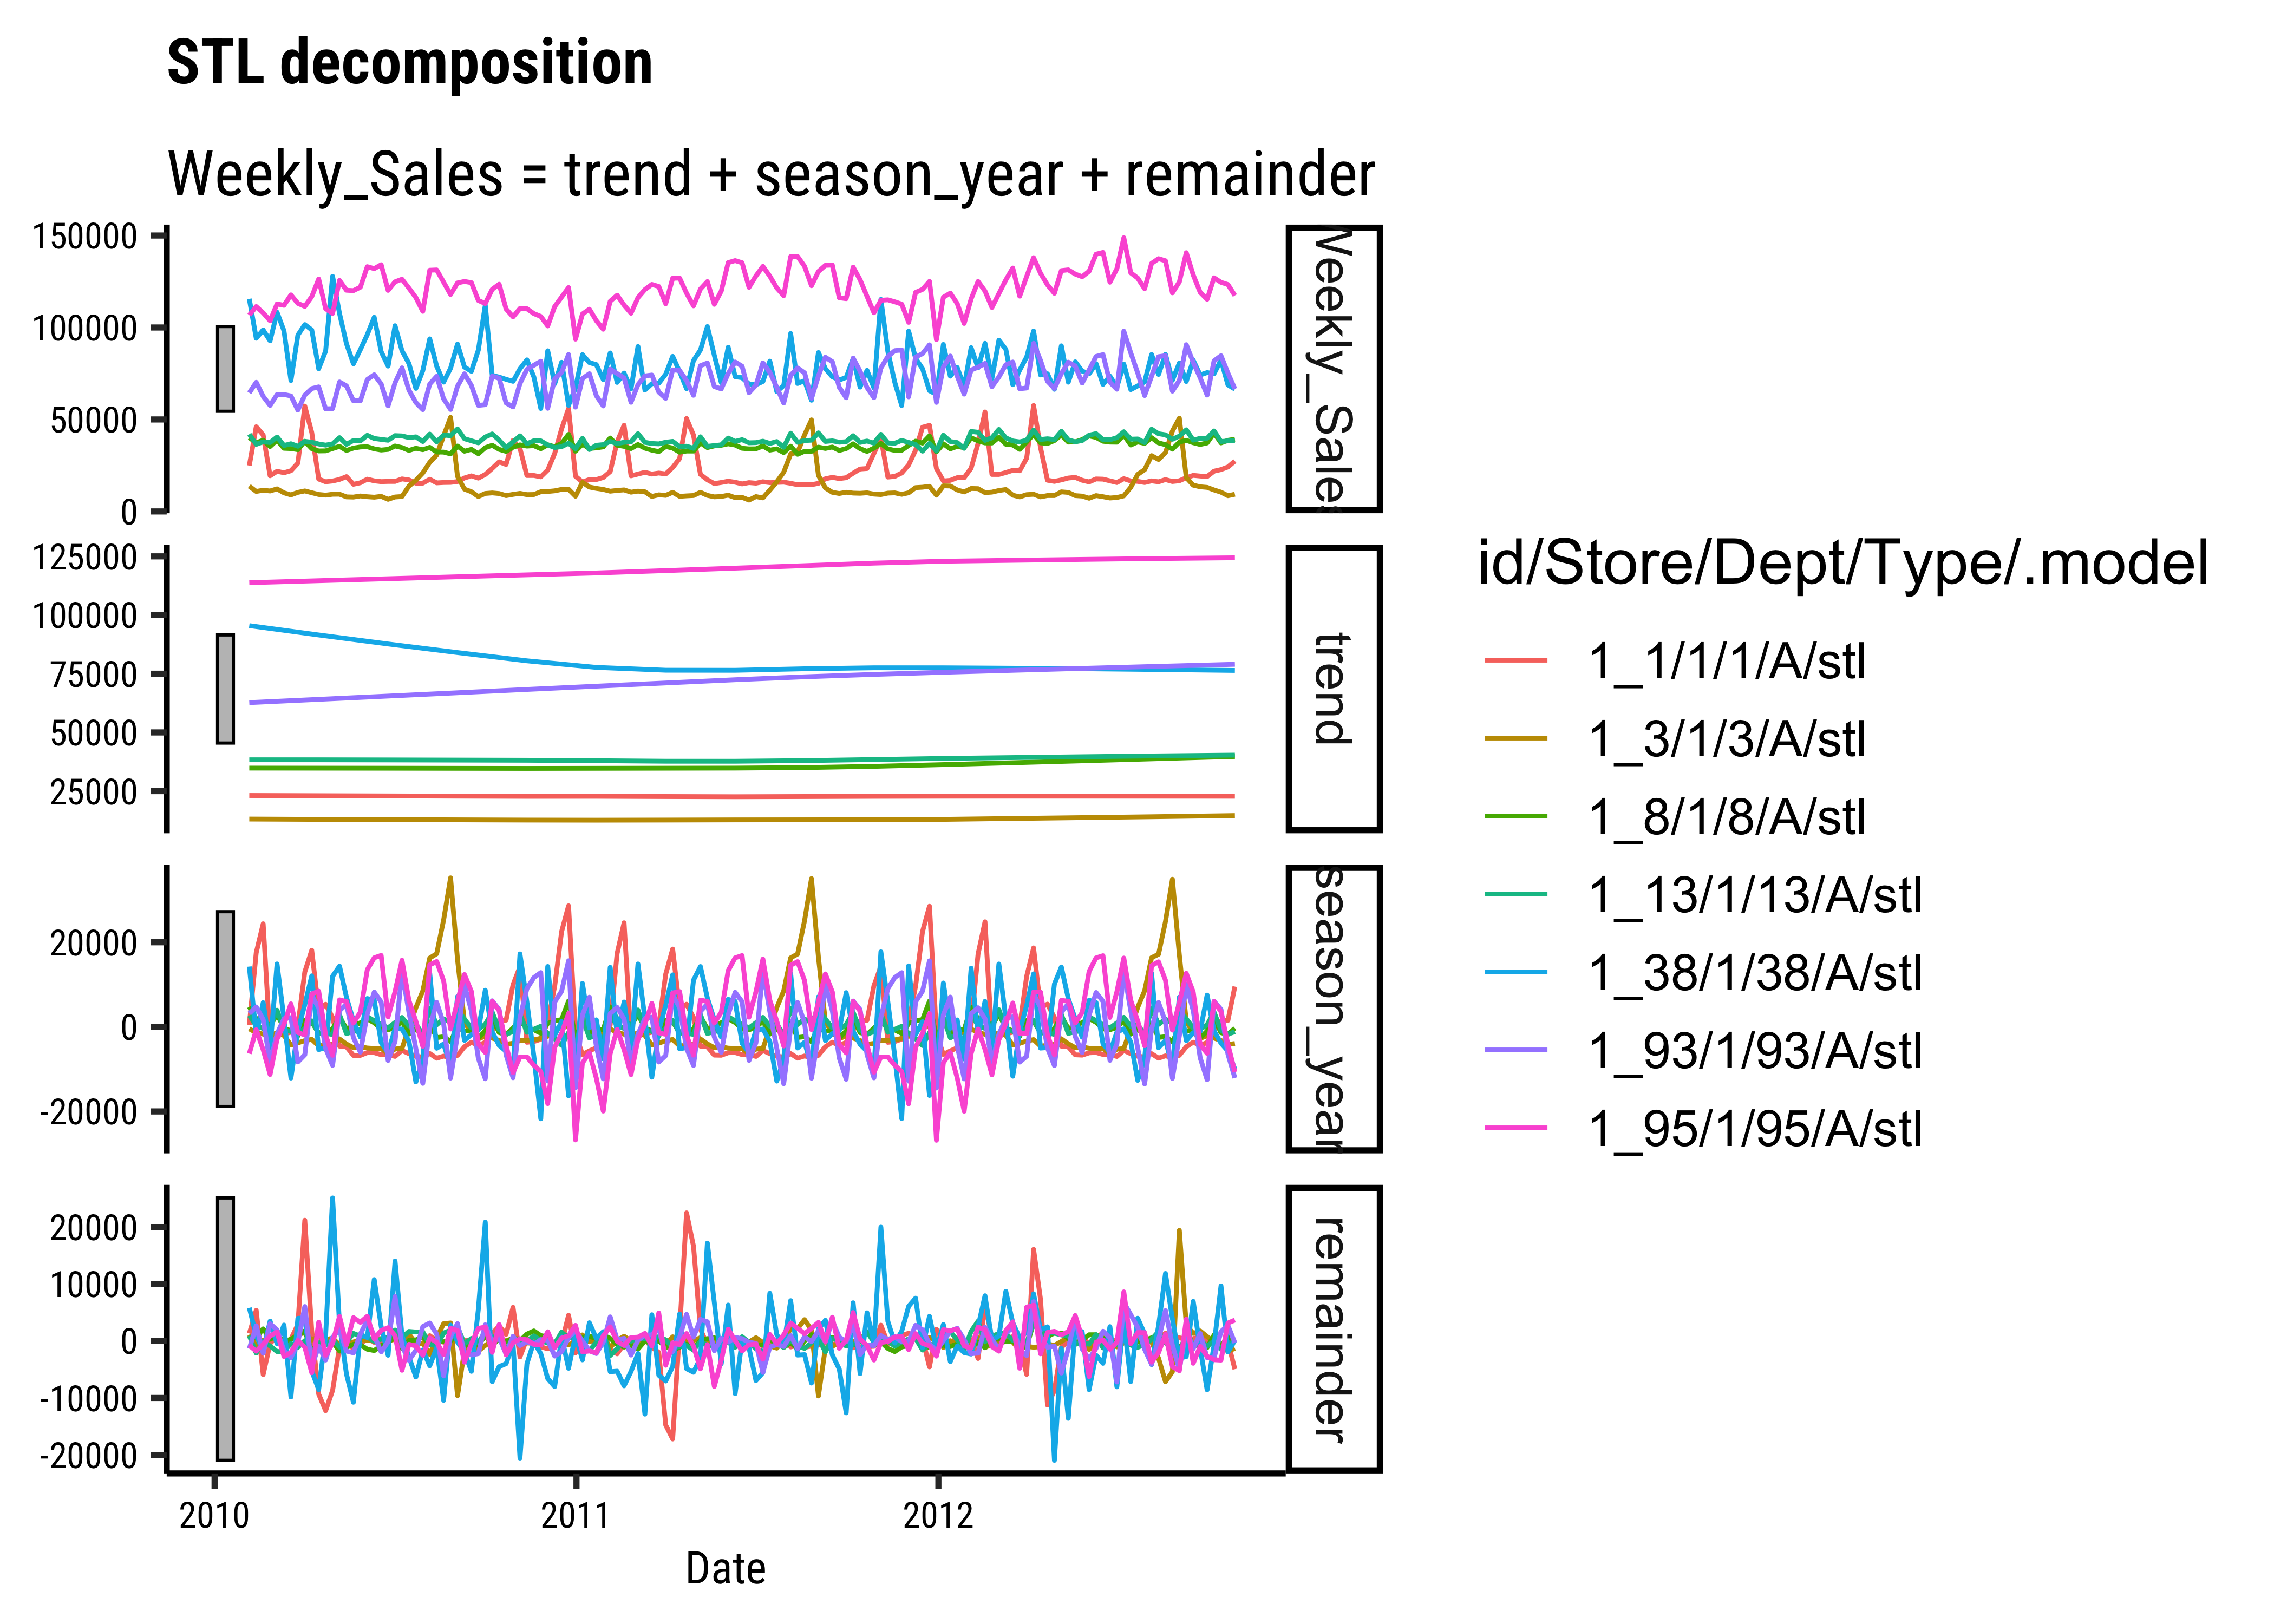 STL decomposition
Weekly_Sales = trend + season_year + remainder
150000
100000
50000
0
Weekly_Sales
125000
100000
75000
50000
25000
trend
20000
0
-20000
season_year
20000
10000
0
-10000
-20000
remainder
2010
2011
2012
Date
id/Store/Dept/Type/.model
1_1/1/1/A/stl
1_3/1/3/A/stl
1_8/1/8/A/stl
1_13/1/13/A/stl
1_38/1/38/A/stl
1_93/1/93/A/stl
1_95/1/95/A/stl